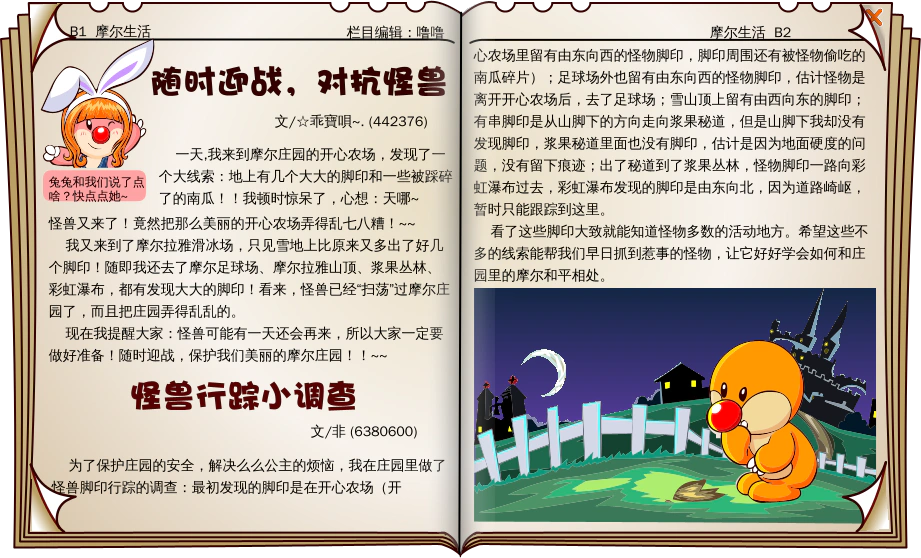 B1 摩尔生活
栏目编辑：噜噜
随时迎战，对抗怪兽
文/☆乖寶唄~. (442376)
兔兔和我们说了点
啥？快点点她~
一天,我来到摩尔庄园的开心农场，发现了一
个大线索：地上有几个大大的脚印和一些被踩碎
了的南瓜！！我顿时惊呆了，心想：天哪~
怪兽又来了！竟然把那么美丽的开心农场弄得乱七八糟！~~
我又来到了摩尔拉雅滑冰场，只见雪地上比原来又多出了好几
个脚印！随即我还去了摩尔足球场、摩尔拉雅山顶、浆果丛林、
彩虹瀑布，都有发现大大的脚印！看来，怪兽已经“扫荡”过摩尔庄
园了，而且把庄园弄得乱乱的。
现在我提醒大家：怪兽可能有一天还会再来，所以大家一定要
做好准备！随时迎战，保护我们美丽的摩尔庄园！！~~
怪兽行踪小调查
文/非 (6380600)
为了保护庄园的安全，解决么么公主的烦恼，我在庄园里做了
怪兽脚印行踪的调查：最初发现的脚印是在开心农场（开
摩尔生活 B2
心农场里留有由东向西的怪物脚印，脚印周围还有被怪物偷吃的
南瓜碎片）；足球场外也留有由东向西的怪物脚印，估计怪物是
离开开心农场后，去了足球场；雪山顶上留有由西向东的脚印；
有串脚印是从山脚下的方向走向浆果秘道，但是山脚下我却没有
发现脚印，浆果秘道里面也没有脚印，估计是因为地面硬度的问
题，没有留下痕迹；出了秘道到了浆果丛林，怪物脚印一路向彩
虹瀑布过去，彩虹瀑布发现的脚印是由东向北，因为道路崎岖，
暂时只能跟踪到这里。
看了这些脚印大致就能知道怪物多数的活动地方。希望这些不
多的线索能帮我们早日抓到惹事的怪物，让它好好学会如何和庄
园里的摩尔和平相处。